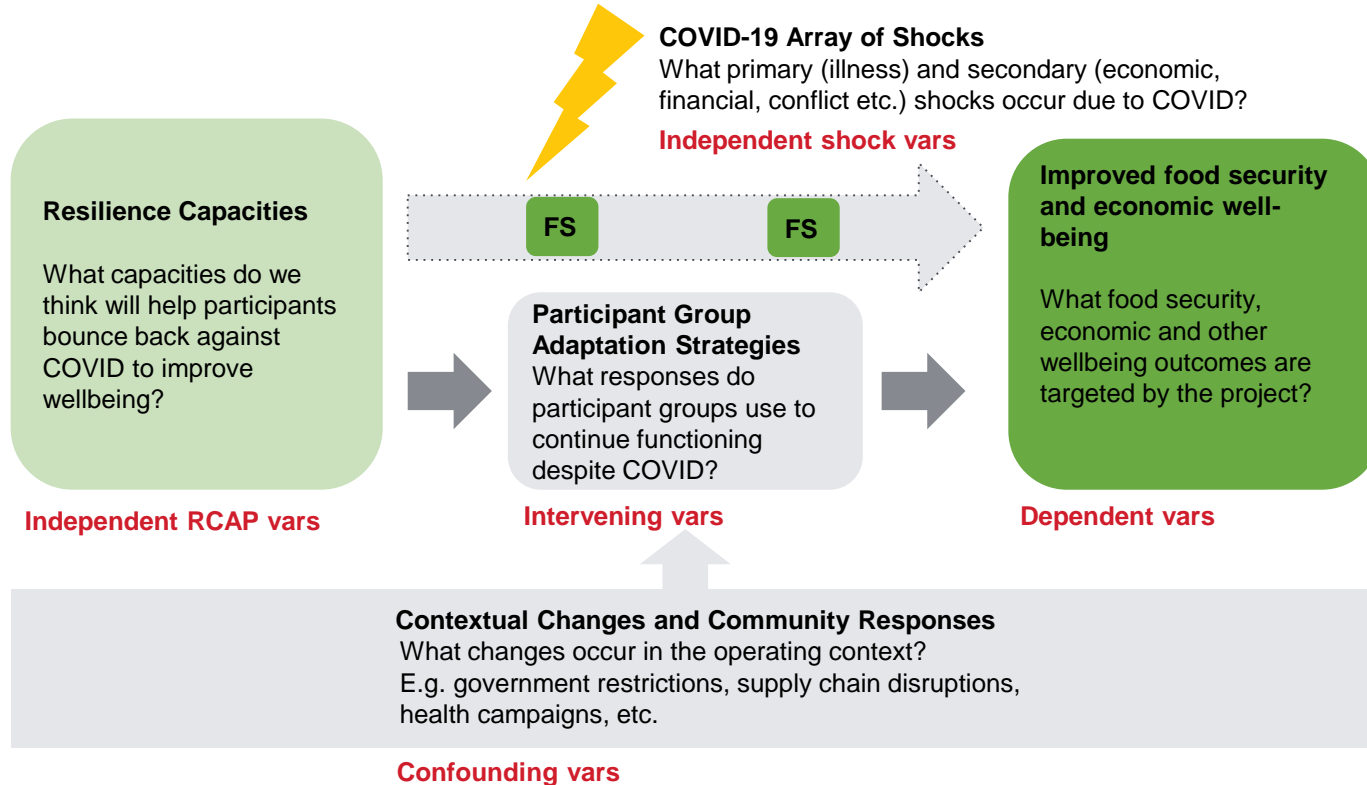 COVID-19 Array of Shocks
What primary (illness) and secondary (economic,
financial, conflict etc.) shocks occur due to COVID?
Independent shock vars
Resilience Capacities
What capacities do we
think will help participants
bounce back against
COVID to improve
wellbeing?
Independent RCAP vars
FS
FS
Participant Group
Adaptation Strategies
What responses do
participant groups use to
continue functioning
despite COVID?
Intervening vars
Improved food security
and economic well-
being
What food security,
economic and other
wellbeing outcomes are
targeted by the project?
Dependent vars
Contextual Changes and Community Responses
What changes occur in the operating context?
E.g. government restrictions, supply chain disruptions,
health campaigns, etc.
Confounding vars